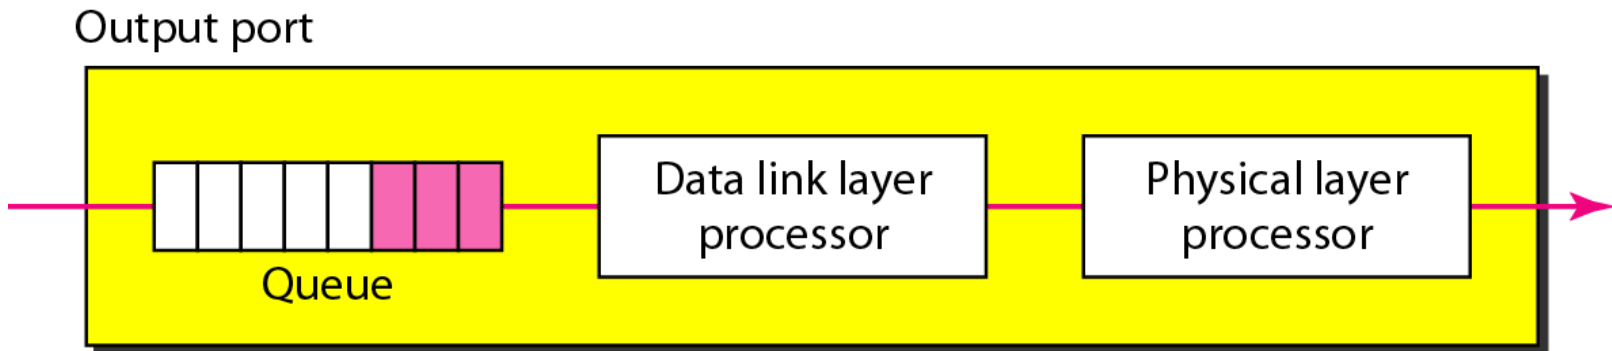 Output port
Queue
Data link layer
processor
Physical layer
processor